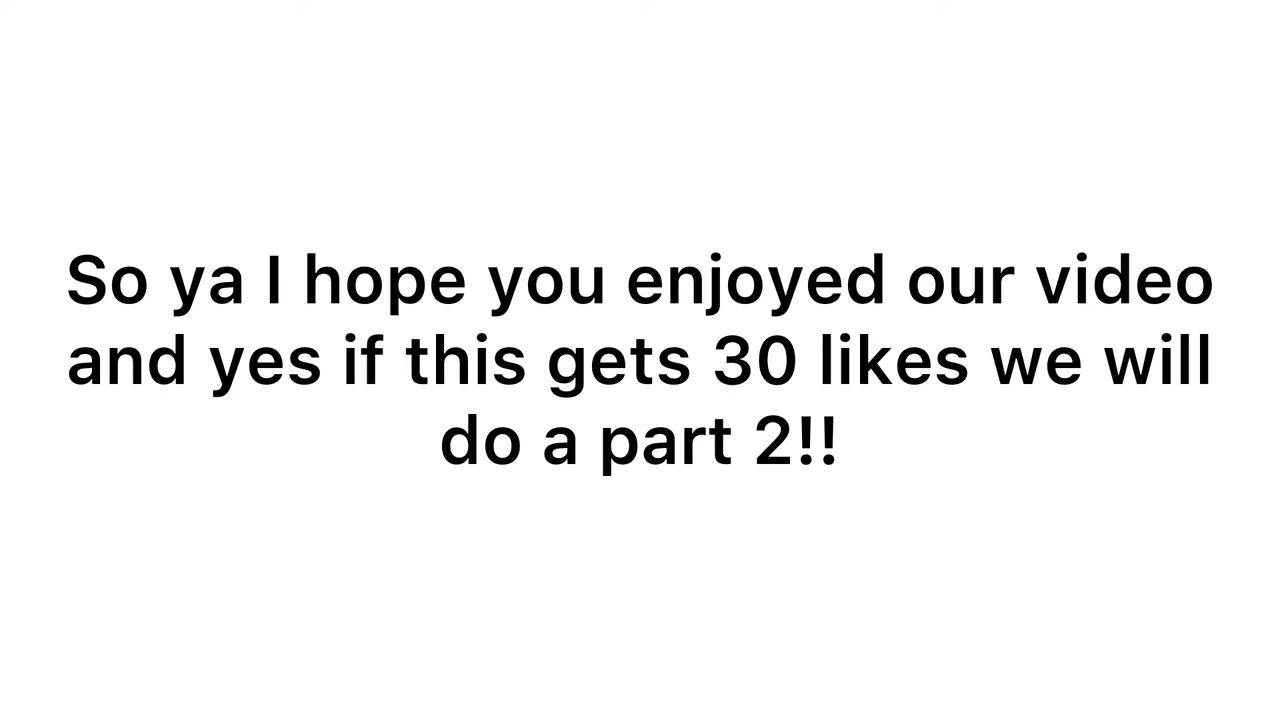 So ya I hope you enjoyed our video
and yes if this gets 30 likes we will
do a part 2!!